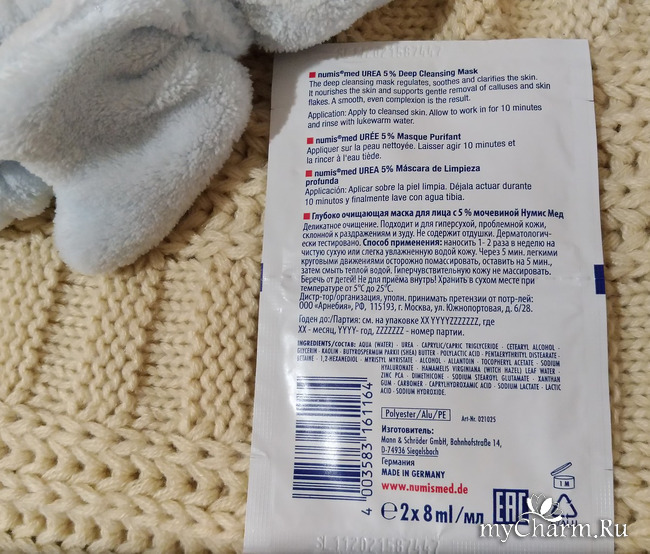 numis®med UREA 5% Deep Cleansing Mask
The deep cleansing mask regulates, soothes and clarifies the skin.
It nourishes the skin and supports gentle removal of calluses and skin
flakes. A smooth, even complexion is the result.
Application: Apply to cleansed skin. Allow to work in for 10 minutes
and rinse with lukewarm water.
numis®med URÉE 5% Masque Purifant
Appliquer sur la peau nettoyée. Laisser agir 10 minutes et
la rincer à l'eau tiède.
numis®med UREA 5% Máscara de Limpieza
profunda
Aplicación: Aplicar sobre la piel limpia. Déjala actuar durante
10 minutos y finalmente lave con agua tibia.
Глубоко очищающая маска для лица с 5 % мочевиной Нумис Мед
Деликатное очищение. Подходит и для гиперсухой, проблемной кожи,
склонной к раздражениям и зуду. Не содержит отдушки. Дерматологи-
чески тестировано. Способ применения: наносить 1- 2 раза в неделю на
чистую сухую или слегка увлажненную водой кожу. Через 5 мин. легкими
круговыми движениями осторожно помассировать, оставить на 5 мин,
затем смыть теплой водой. Гиперчувствительную кожу не массировать.
Беречь от детей! Не для приёма внутрь! Хранить в сухом месте при
температуре от 5°C до 25°C.
Дистр-тор/организация, уполн. принимать претензии от потр-лей:
ООО «Арнебия», РФ, 115193, г. Москва, ул. Южнопортовая, д. 6/28.
Годен до:/Партия: см. на упаковке XX YYYYZZZZZZZ, где
XX - месяц, YYYY- год, ZZZZZZZ - номер партии.
INGREDIENTS/СОСТАВ: AQUA (WATER) · UREA · CAPRYLIC/CAPRIC TRIGLYCERIDE · CETEARYL ALCOHOL ·
GLYCERIN · KAOLIN · BUTYROSPERMUM PARKII (SHEA) BUTTER · POLYLACTIC ACID · PENTAERYTHRITYL DISTEARATE ·
BETAINE · 1,2-HEXANEDIOL · MYRISTYL MYRISTATE · ALCOHOL · ALLANTOIN · TOCOPHERYL ACETATE · SODIUM
HYALURONATE · HAMAMELIS VIRGINIANA (WITCH HAZEL) LEAF WATER ·
ZINC PCA · DIMETHICONE · SODIUM STEAROYL GLUTAMATE · XANTHAN
GUM · CARBOMER · CAPRYLHYDROXAMIC ACID · SODIUM LACTATE · LACTIC
ACID · SODIUM HYDROXIDE.
Polyester/Alu/PE
Art-Nr. 021025
Изготовитель:
Mann & Schröder GmbH, Bahnhofstraße 14,
D-74936 Siegelsbach
Германия
MADE IN GERMANY
www.numismed.de
4 003583 161164
1 M
℮ 2 x 8 ml/мл
EAC
myCharm.Ru